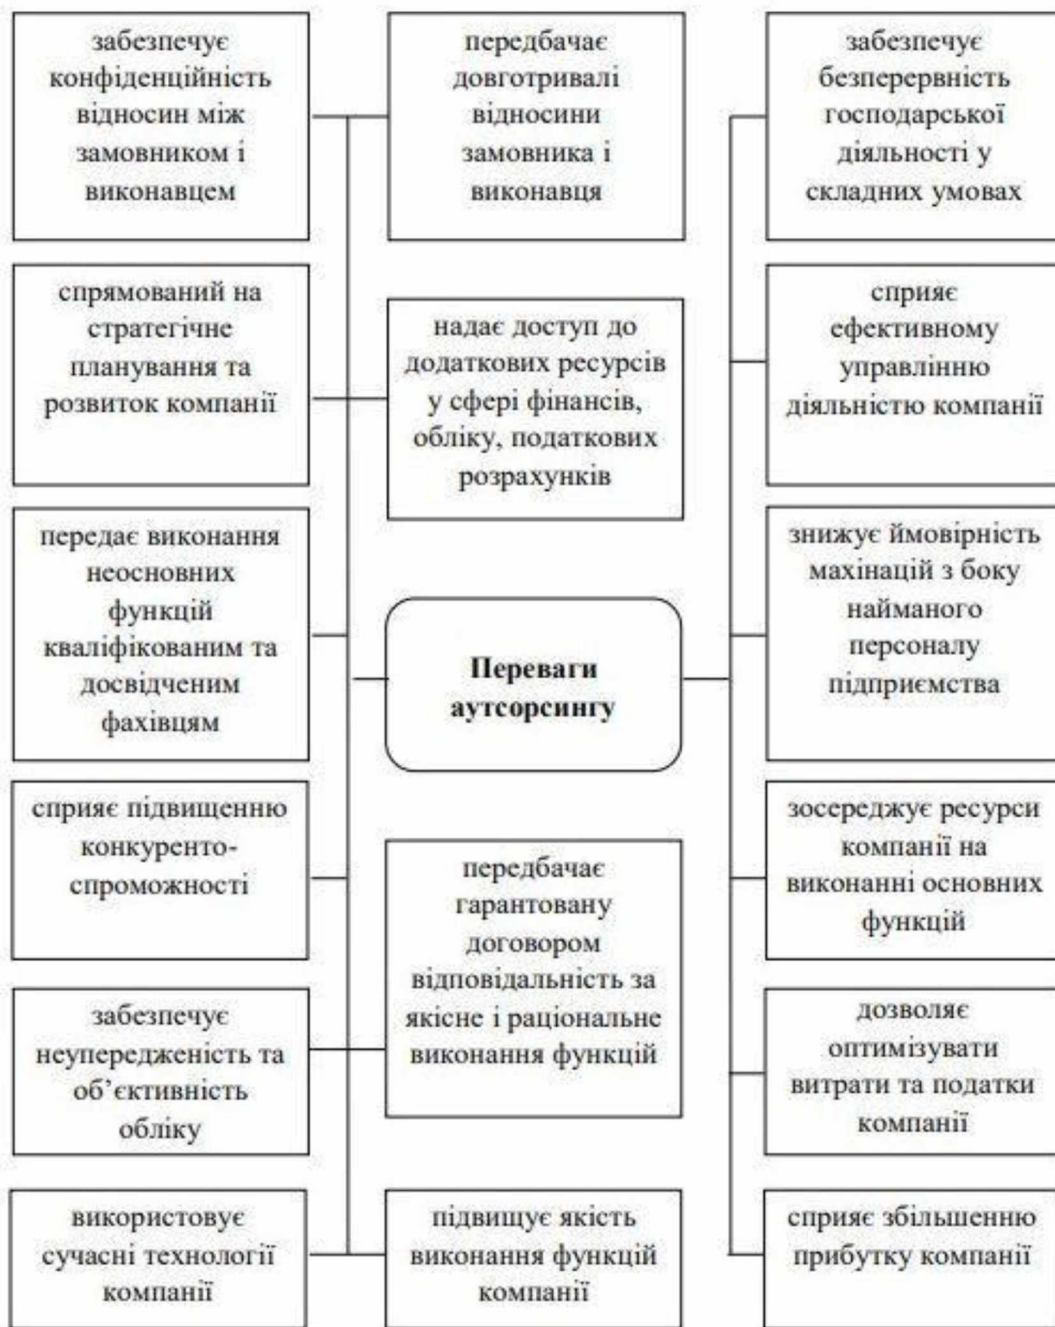 забезпечує
конфіденційність
відносин між
замовником і
виконавцем
передбачає
довготривалі
відносини
замовника і
виконавця
забезпечує
безперервність
господарської
діяльності у
складних умовах
спрямований на
стратегічне
планування та
розвиток компанії
надає доступ до
додаткових ресурсів
у сфері фінансів,
обліку, податкових
розрахунків
сприяє
ефективному
управлінню
діяльністю компанії
передає виконання
неосновних
функцій
кваліфікованим та
досвідченим
фахівцям
Переваги
аутсорсингу
знижує ймовірність
махінацій з боку
найманого
персоналу
підприємства
сприяє підвищенню
конкуренто-
спроможності
передбачає
гарантовану
договором
відповідальність за
якісне і раціональне
виконання функцій
зосереджує ресурси
компанії на
виконанні основних
функцій
забезпечує
неупередженість та
об’єктивність
обліку
дозволяє
оптимізувати
витрати та податки
компанії
використовує
сучасні технології
компанії
підвищує якість
виконання функцій
компанії
сприяє збільшенню
прибутку компанії